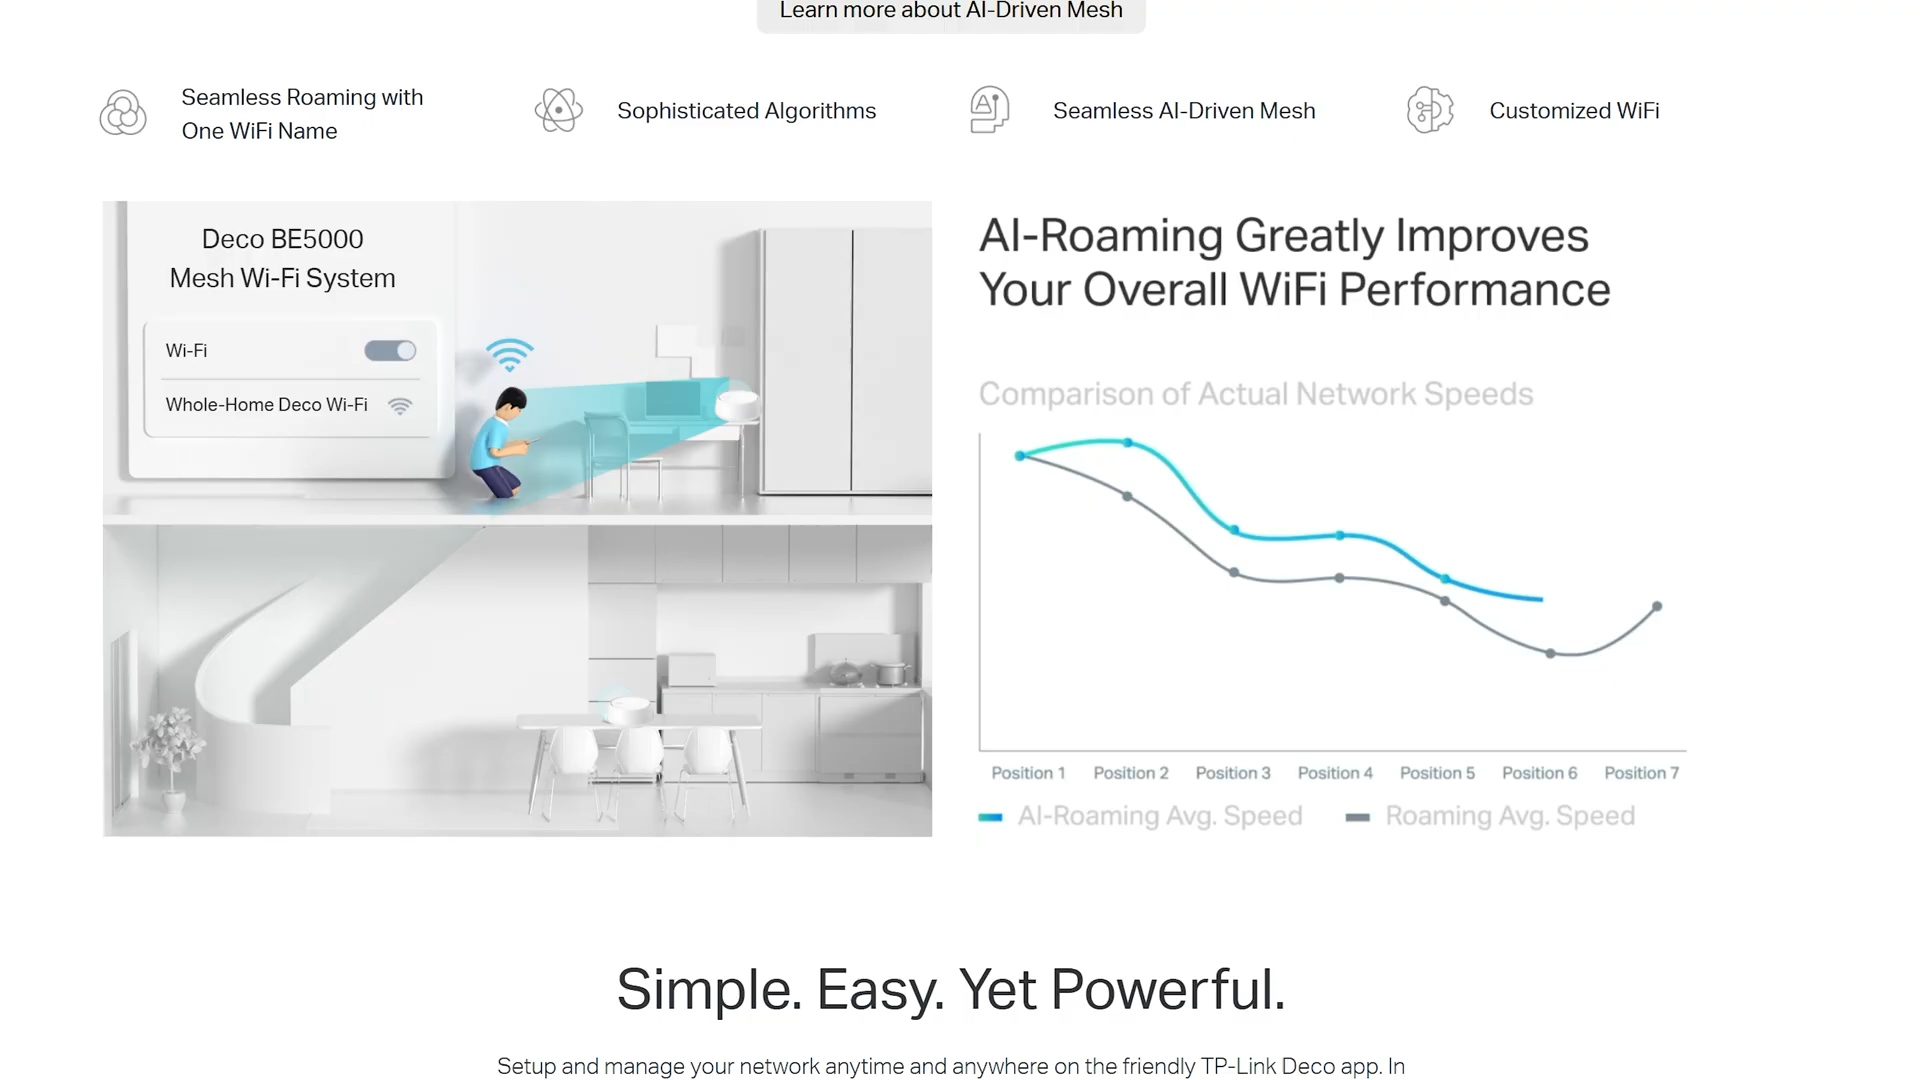 Learn more about AI-Driven Mesh
Seamless Roaming with
One WiFi Name
Sophisticated Algorithms
Seamless AI-Driven Mesh
Customized WiFi
Deco BE5000
Mesh Wi-Fi System
Wi-Fi
Whole-Home Deco Wi-Fi
AI-Roaming Greatly Improves
Your Overall WiFi Performance
Comparison of Actual Network Speeds
Position 1 Position 2 Position 3 Position 4 Position 5 Position 6 Position 7
AI-Roaming Avg. Speed Roaming Avg. Speed
Simple. Easy. Yet Powerful.
Setup and manage your network anytime and anywhere on the friendly TP-Link Deco app. In